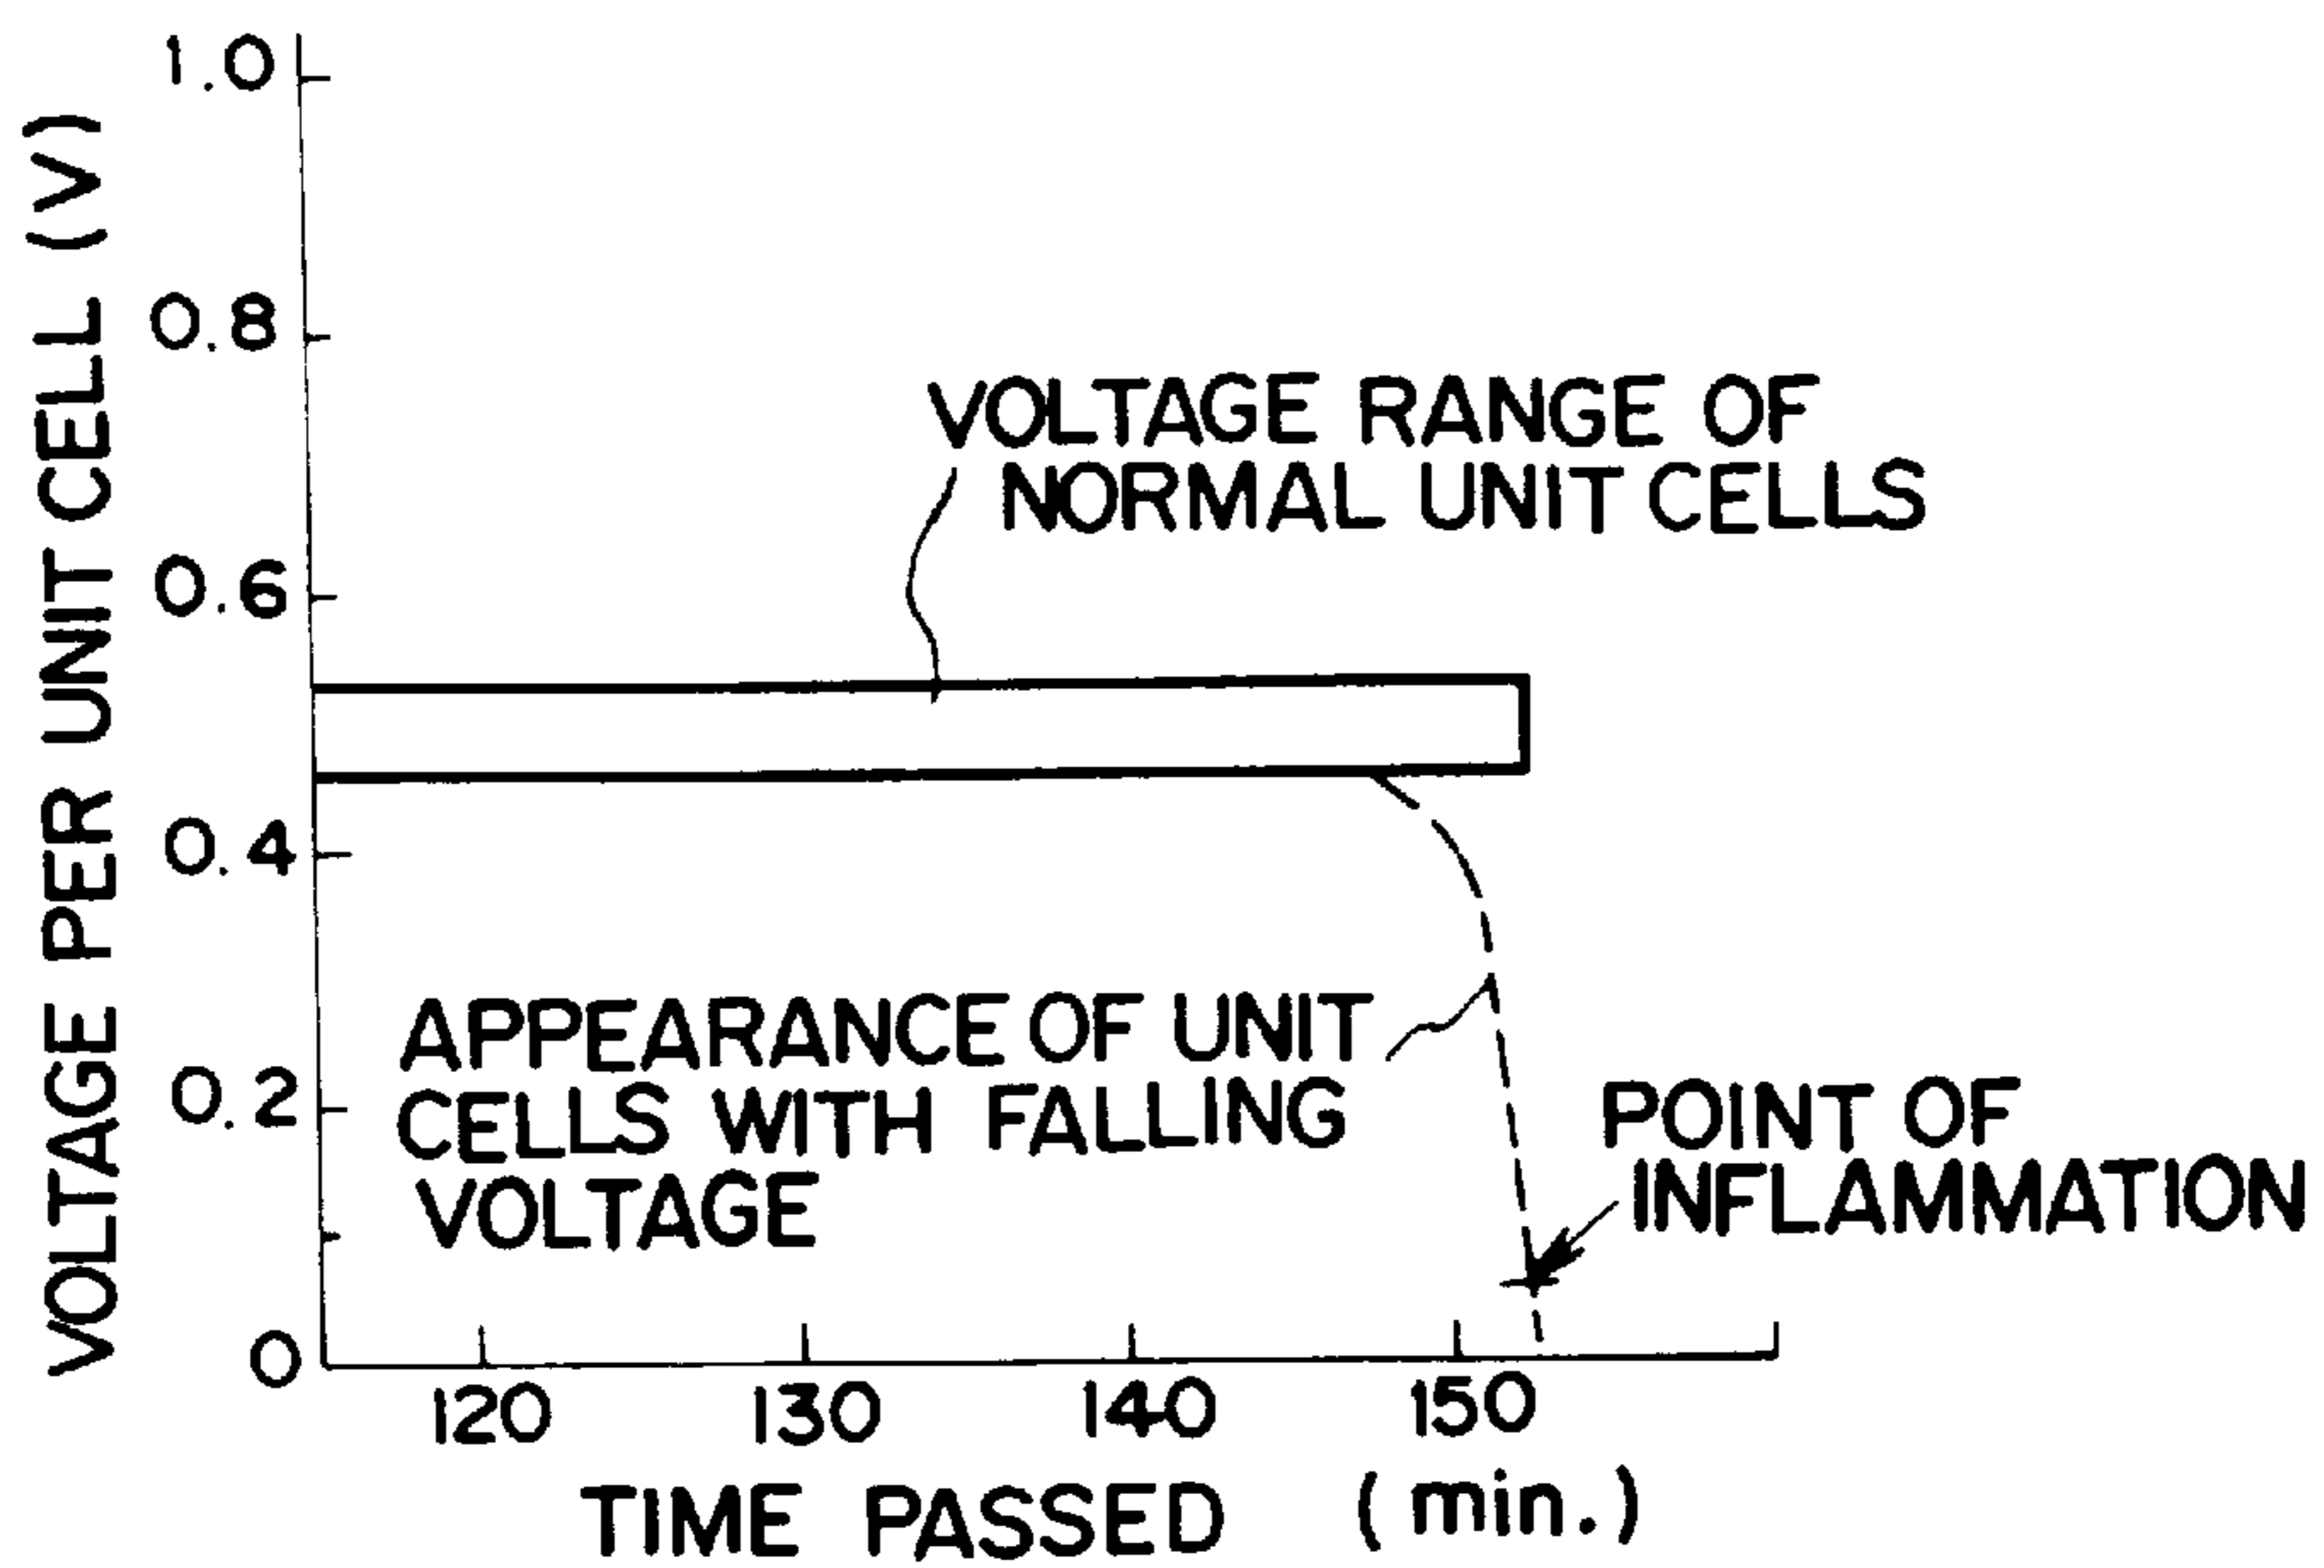 VOLTAGE PER UNIT CELL (V)
1.0
0.8
0.6
0.4
0.2
0
VOLTAGE RANGE OF
NORMAL UNIT CELLS
APPEARANCE OF UNIT
CELLS WITH FALLING
VOLTAGE
POINT OF
INFLAMMATION
120 130 140 150
TIME PASSED (min.)